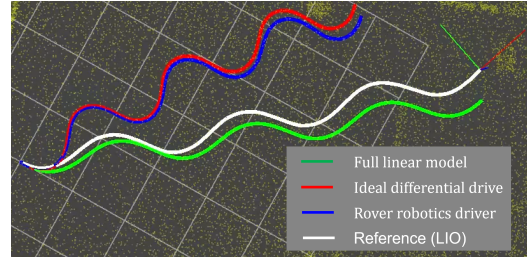 Full linear model
Ideal differential drive
Rover robotics driver
Reference (LIO)